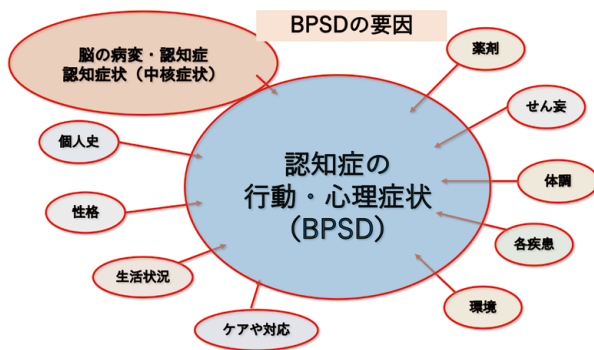 BPSDの要因
脳の病変・認知症
認知症状（中核症状）
薬剤
せん妄
個人史
認知症の
行動・心理症状
（BPSD）
体調
性格
各疾患
生活状況
環境
ケアや対応